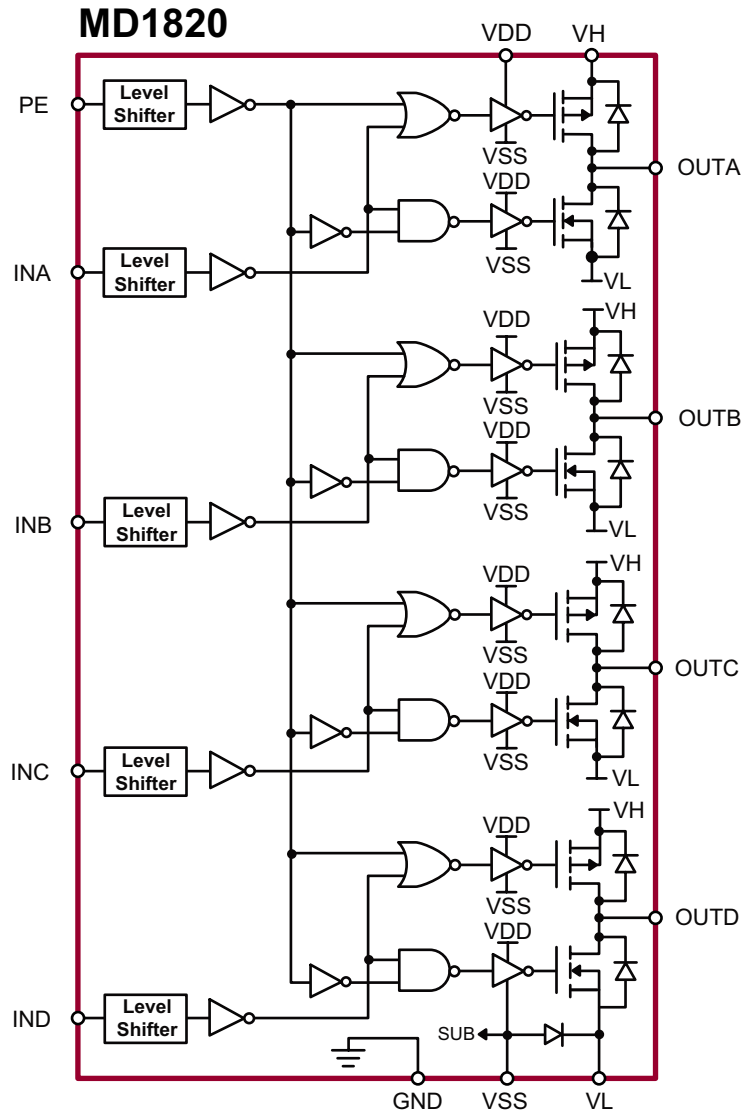 MD1820
VDD VH
PE Level Shifter
VSS
VDD
OUTA
INA Level Shifter
VSS
VL
VH
VDD
VSS
OUTB
VDD
VSS
INB Level Shifter
VL
VH
VDD
VSS
OUTC
VDD
VSS
INC Level Shifter
VL
VH
VDD
VSS
OUTD
VDD
IND Level Shifter
SUB
GND VSS VL